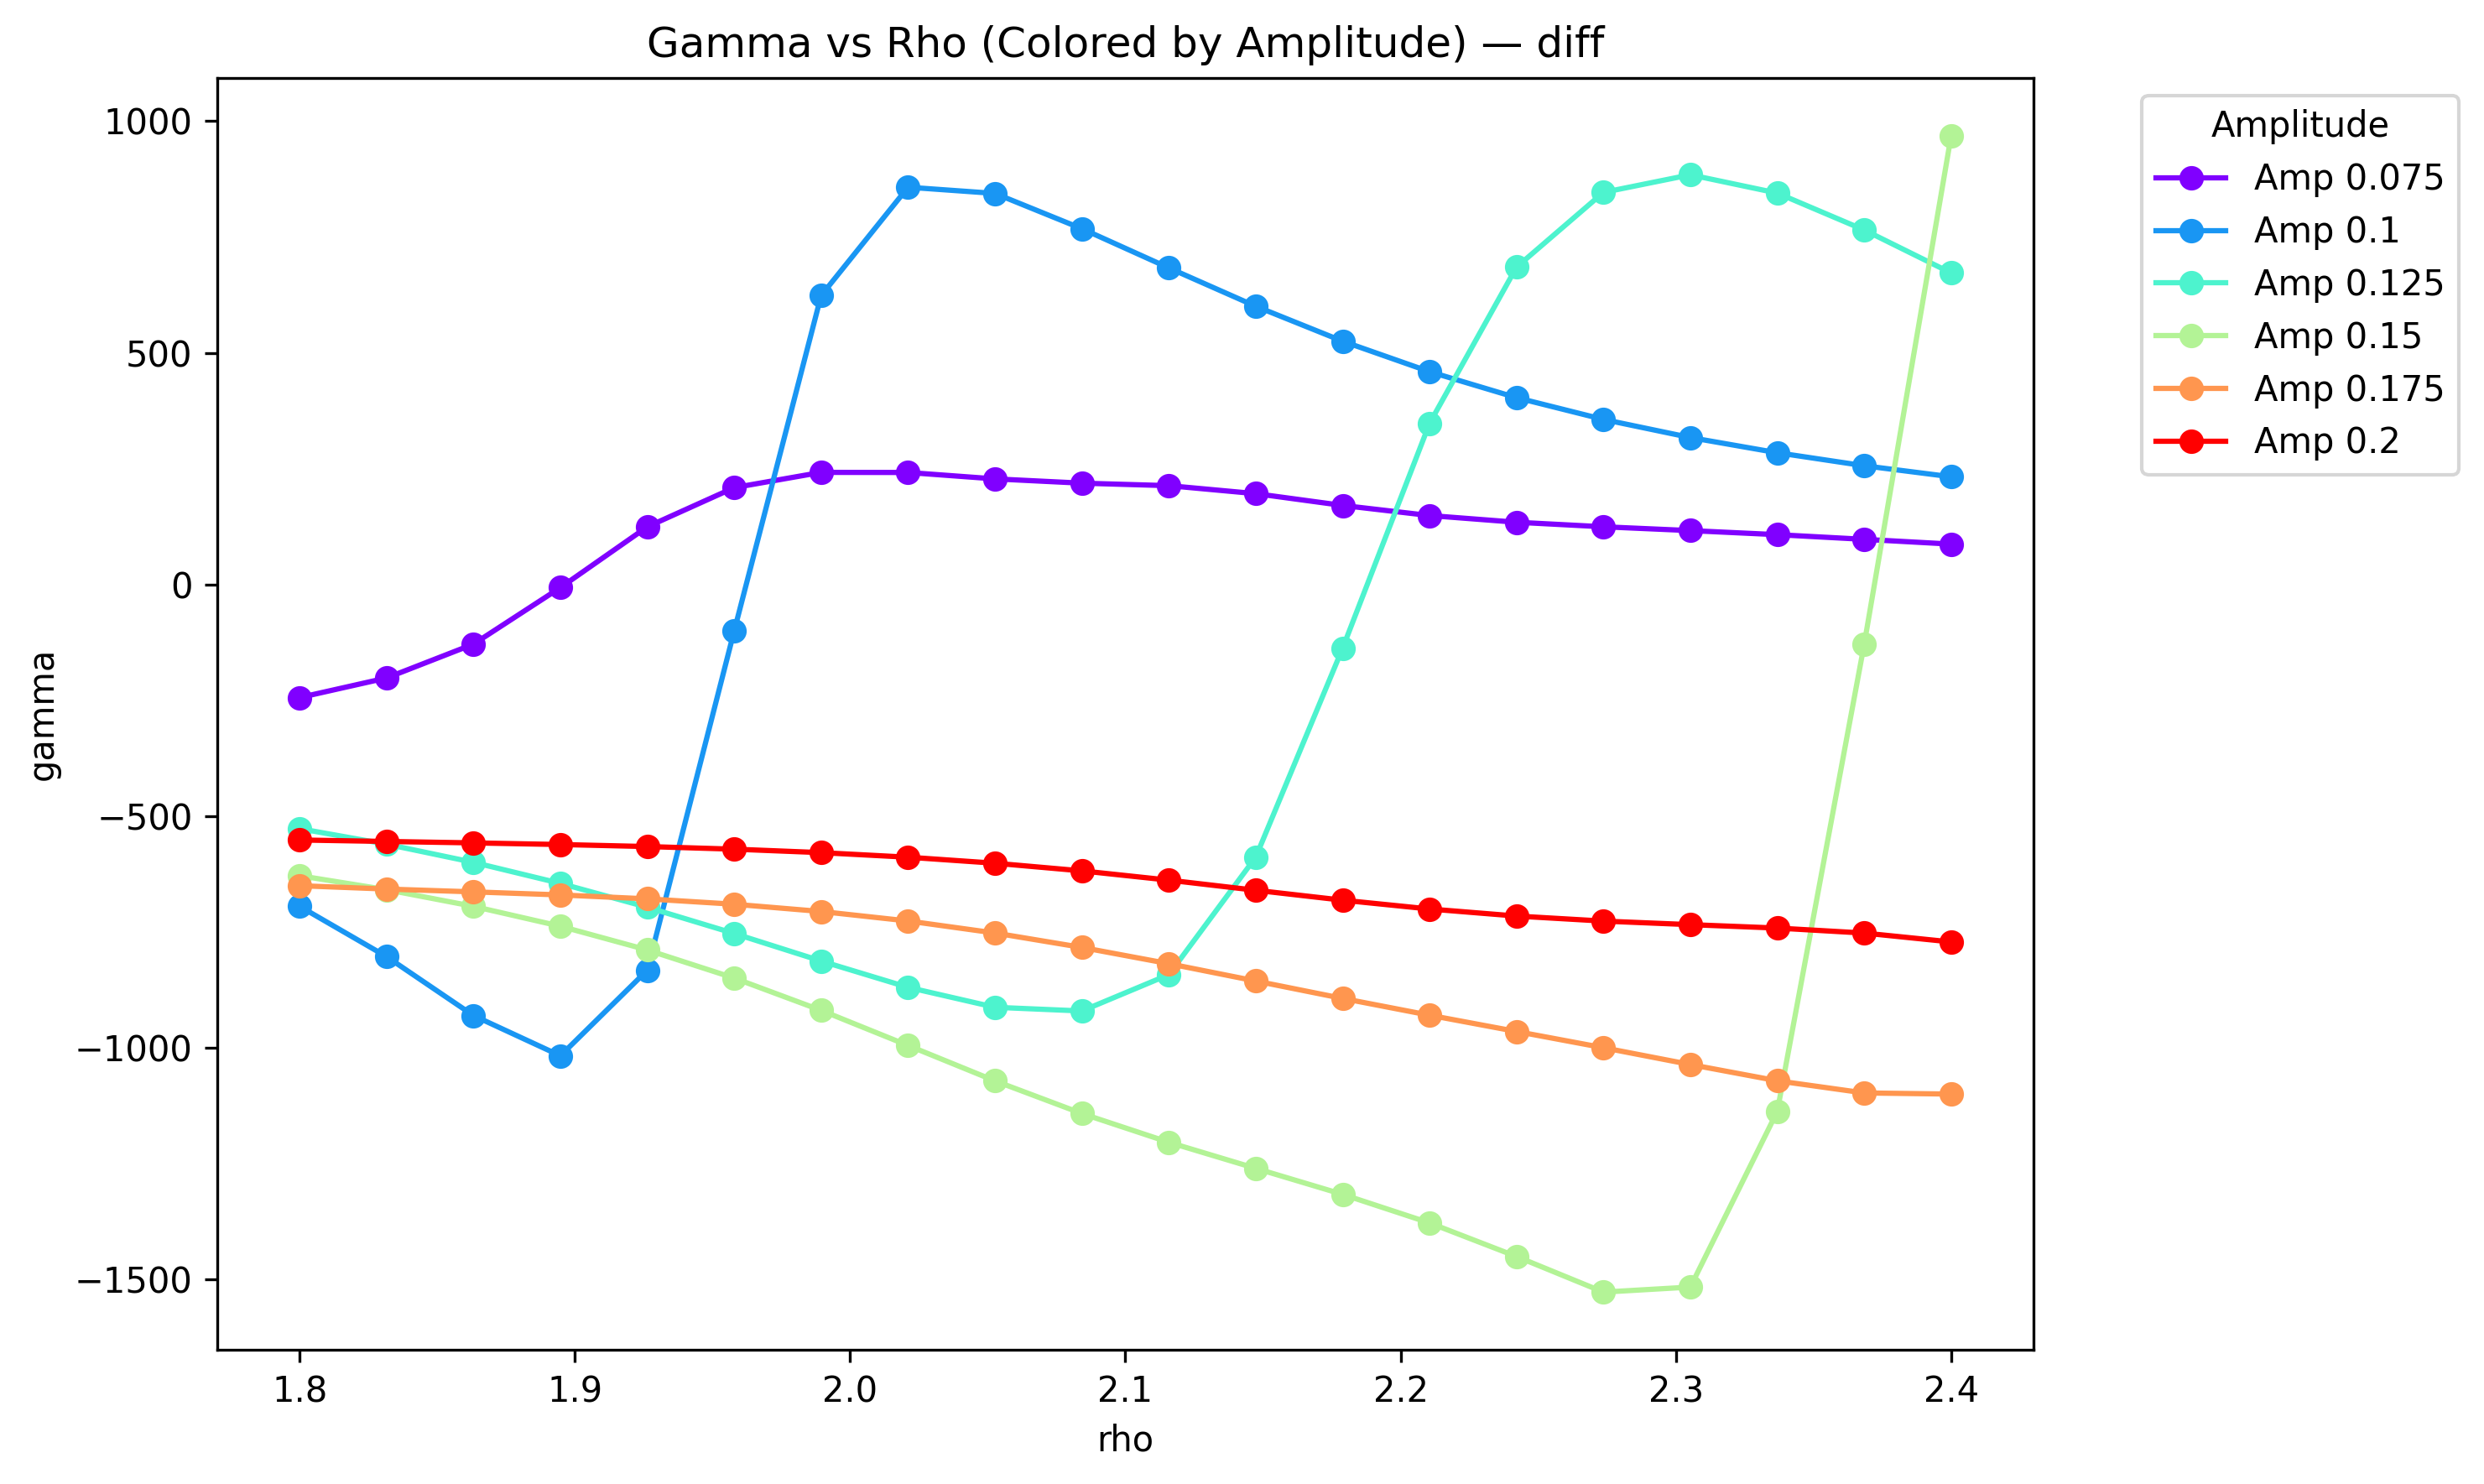 Gamma vs Rho (Colored by Amplitude) — diff
1000
500
0
−500
−1000
−1500
gamma
1.8 1.9 2.0 2.1 2.2 2.3 2.4
rho
Amplitude
Amp 0.075
Amp 0.1
Amp 0.125
Amp 0.15
Amp 0.175
Amp 0.2